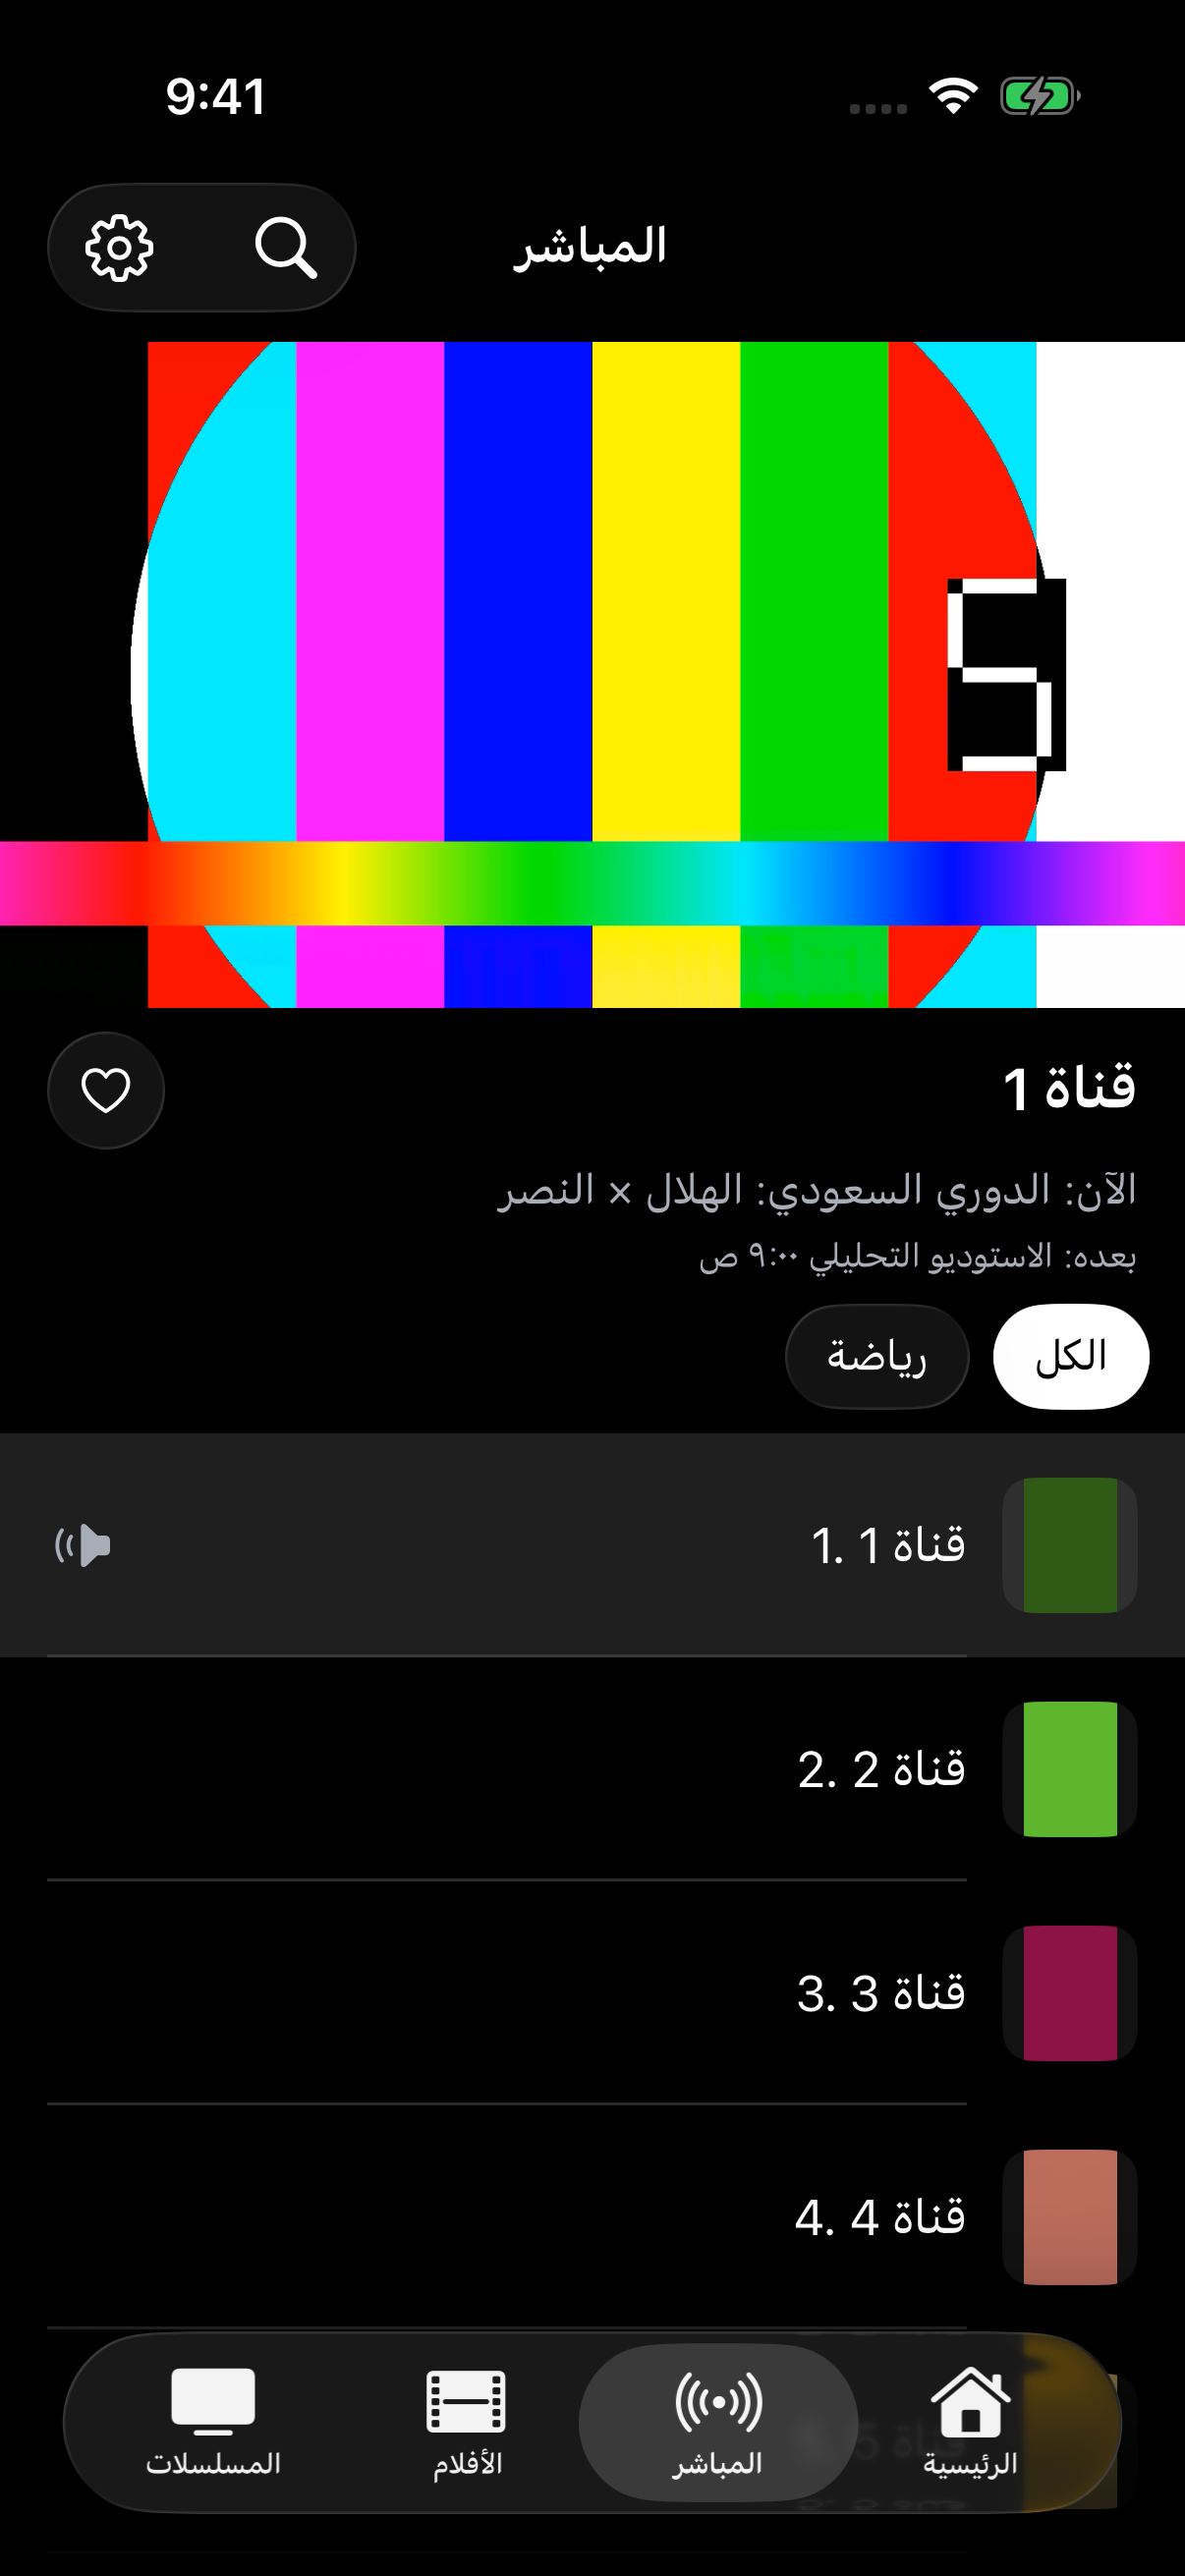 9:41
المباشر
5
قناة 1
الآن: الدوري السعودي: الهلال × النصر
بعده: الاستوديو التحليلي ٩:٠٠ ص
الكل
رياضة
1. قناة 1
2. قناة 2
3. قناة 3
4. قناة 4
الرئيسية
المباشر
الأفلام
المسلسلات